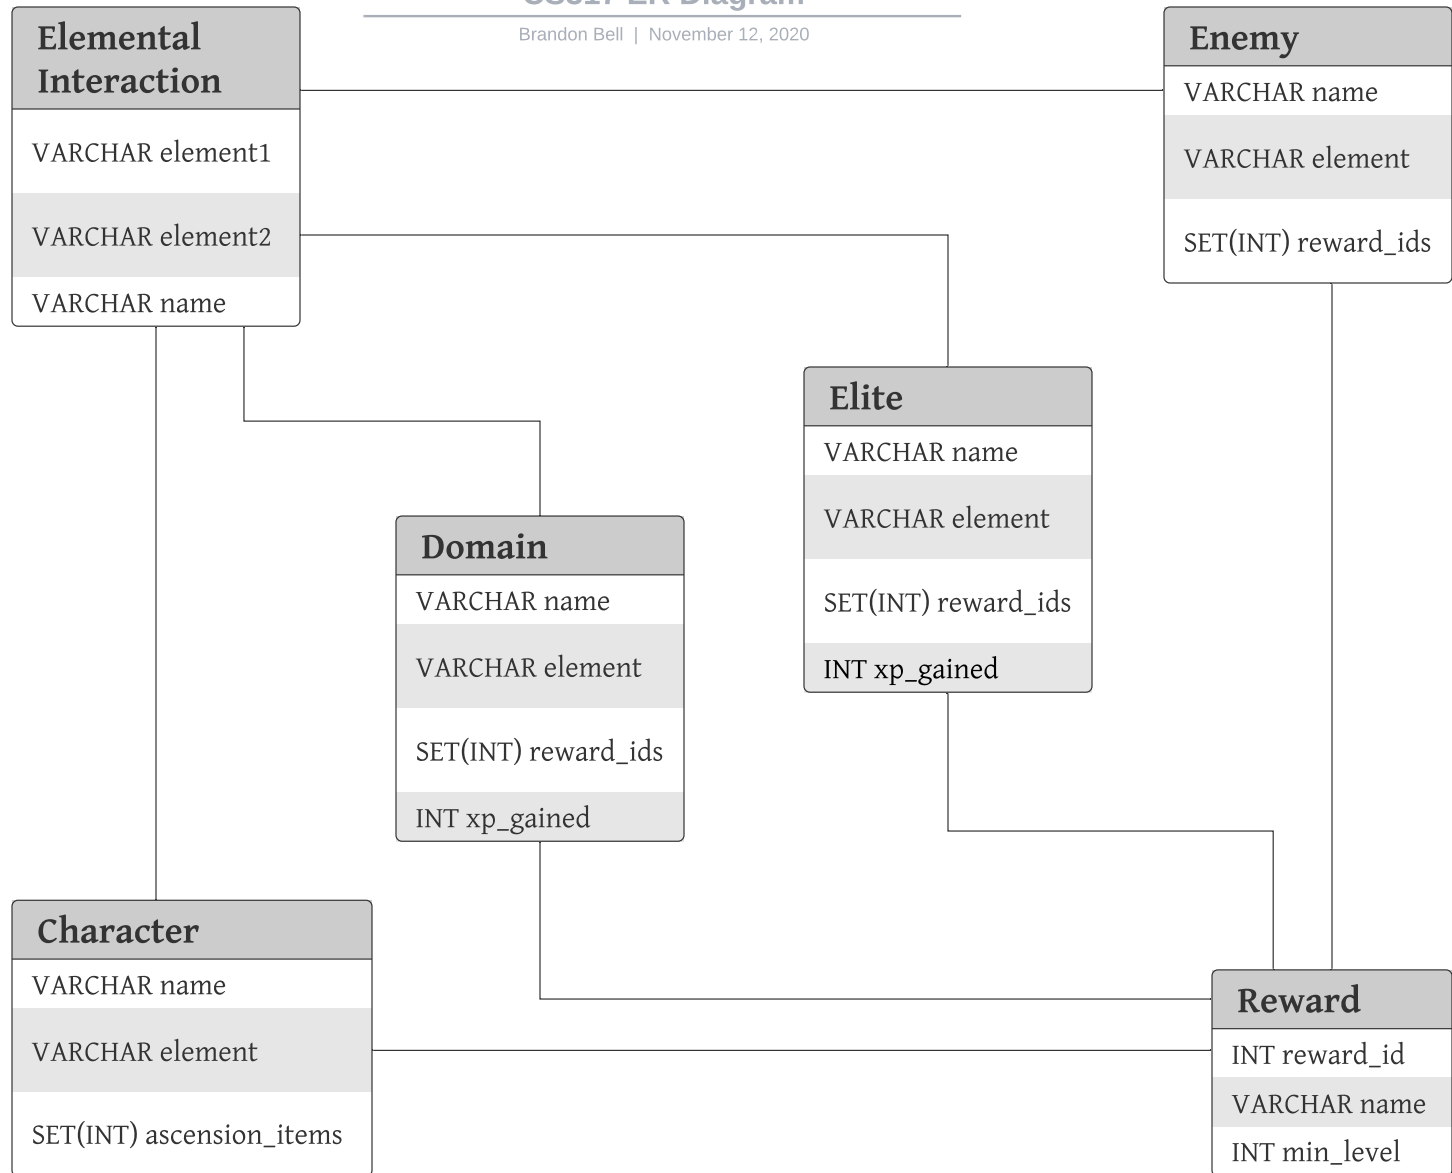 ER Diagram
Brandon Bell | November 12, 2020
Elemental
Interaction
VARCHAR element1
VARCHAR element2
VARCHAR name
Enemy
VARCHAR name
VARCHAR element
SET(INT) reward_ids
Elite
VARCHAR name
VARCHAR element
SET(INT) reward_ids
INT xp_gained
Domain
VARCHAR name
VARCHAR element
SET(INT) reward_ids
INT xp_gained
Character
VARCHAR name
VARCHAR element
SET(INT) ascension_items
Reward
INT reward_id
VARCHAR name
INT min_level